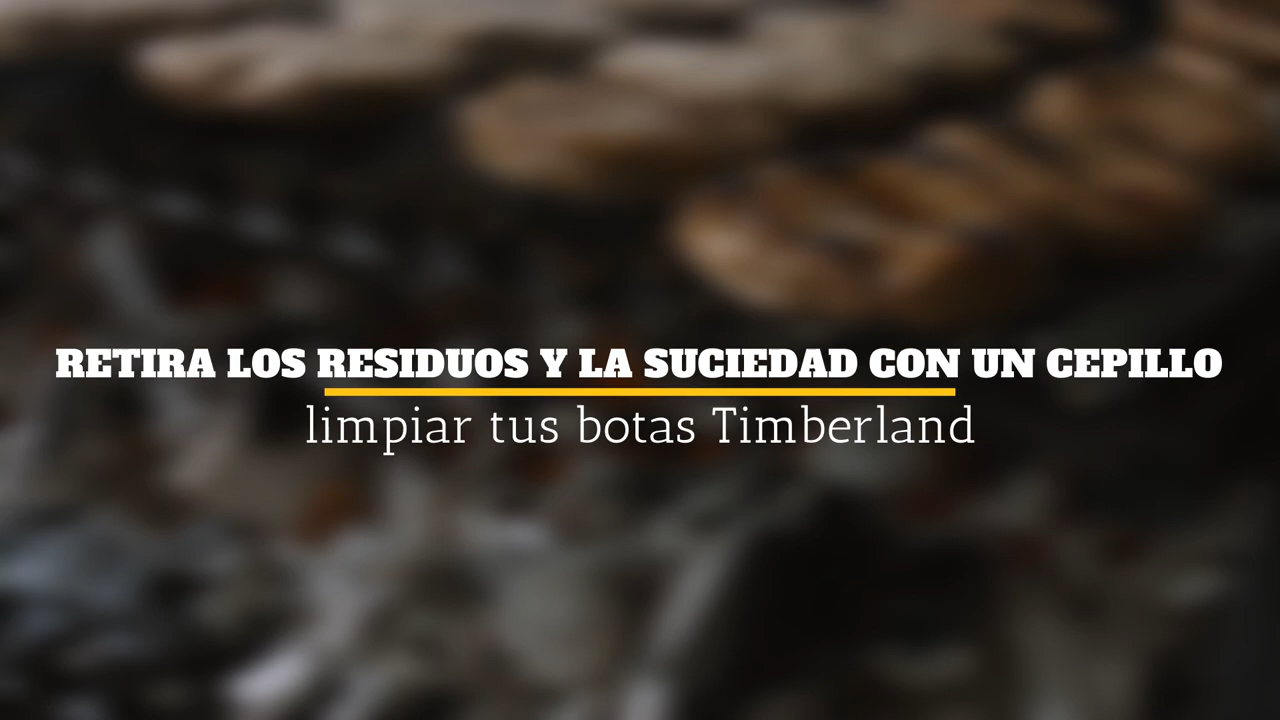 RETIRA LOS RESIDUOS Y LA SUCIEDAD CON UN CEPILLO
limpiar tus botas Timberland